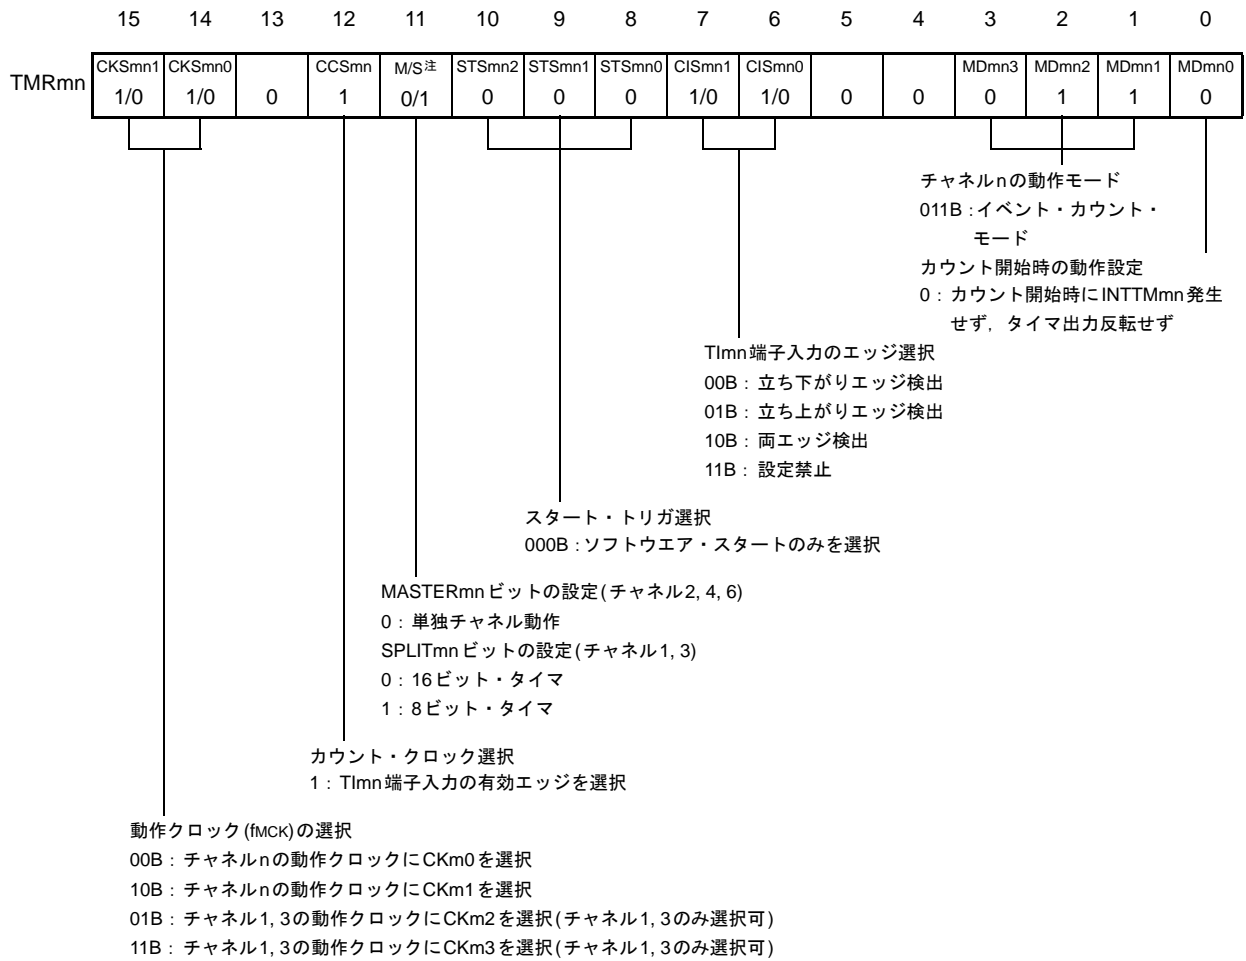 15 14 13 12 11 10 9 8 7 6 5 4 3 2 1 0
TMRmn
CKSmn1 CKSmn0 CCSmn M/S注 STSmn2 STSmn1 STSmn0 CISmn1 CISmn0 MDmn3 MDmn2 MDmn1 MDmn0
1/0 1/0 0 1 0/1 0 0 0 1/0 1/0 0 0 0 1 1 0
チャネルnの動作モード
011B：イベント・カウント・
モード
カウント開始時の動作設定
0：カウント開始時にINTTMmn発生
せず，タイマ出力反転せず
TImn端子入力のエッジ選択
00B：立ち下がりエッジ検出
01B：立ち上がりエッジ検出
10B：両エッジ検出
11B：設定禁止
スタート・トリガ選択
000B：ソフトウエア・スタートのみを選択
MASTERmnビットの設定(チャネル2, 4, 6)
0：単独チャネル動作
SPLITmnビットの設定(チャネル1, 3)
0：16ビット・タイマ
1：8ビット・タイマ
カウント・クロック選択
1：TImn端子入力の有効エッジを選択
動作クロック(fMCK)の選択
00B：チャネルnの動作クロックにCKm0を選択
10B：チャネルnの動作クロックにCKm1を選択
01B：チャネル1, 3の動作クロックにCKm2を選択(チャネル1, 3のみ選択可)
11B：チャネル1, 3の動作クロックにCKm3を選択(チャネル1, 3のみ選択可)